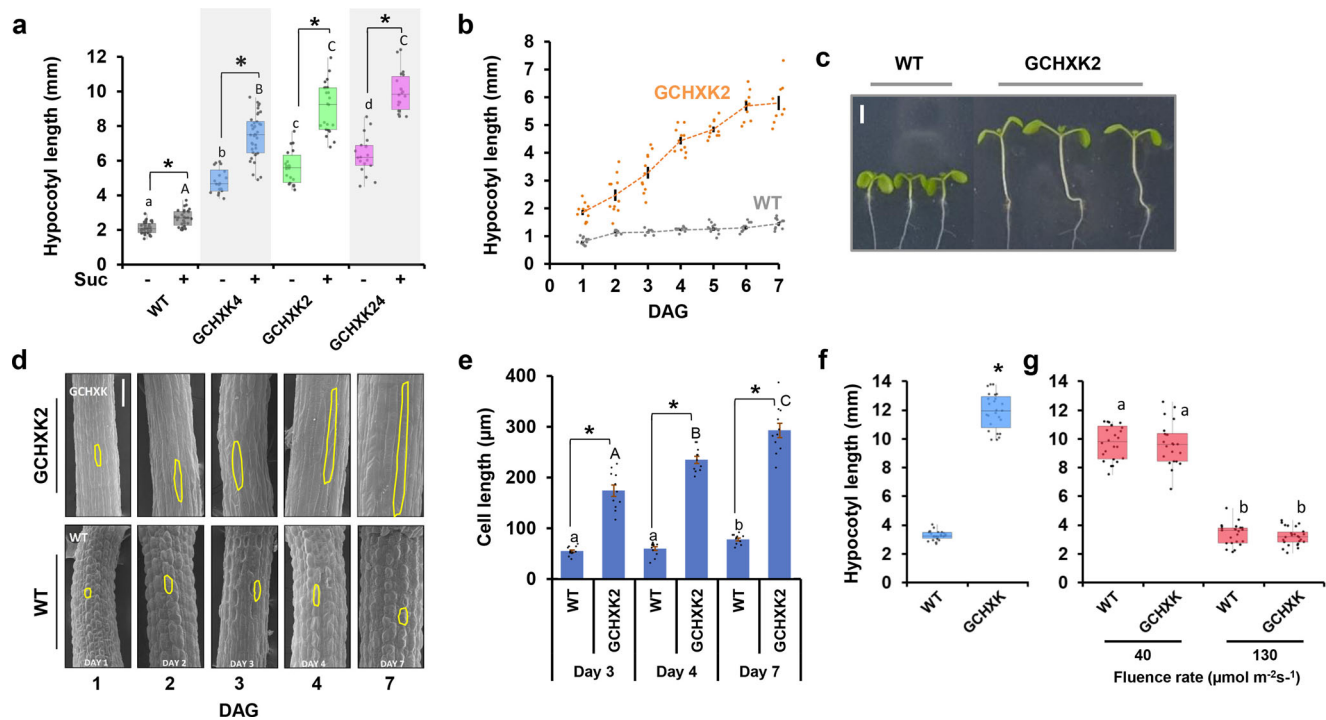 a
Hypocotyl length (mm)
12
10
8
6
4
2
0
a
A
*
b
B
*
c
C
*
d
C
*
Suc - + - + - + - +
WT GCHXK4 GCHXK2 GCHXK24
b
Hypocotyl length (mm)
8
7
6
5
4
3
2
1
0
GCHXK2
WT
1 2 3 4 5 6 7
DAG
c
WT GCHXK2
d
GCHXK2
GCHXK
WT
WT
DAY 1 DAY 2 DAY 3 DAY 4 DAY 7
1 2 3 4 7
DAG
e
Cell length (μm)
400
300
200
100
0
a
A
*
a
B
*
b
C
*
WT GCHXK2 WT GCHXK2 WT GCHXK2
Day 3 Day 4 Day 7
f
Hypocotyl length (mm)
14
12
10
8
6
4
2
0
*
WT GCHXK
g
14
12
10
8
6
4
2
0
a a b b
WT GCHXK WT GCHXK
40 130
Fluence rate (μmol m-2s-1)